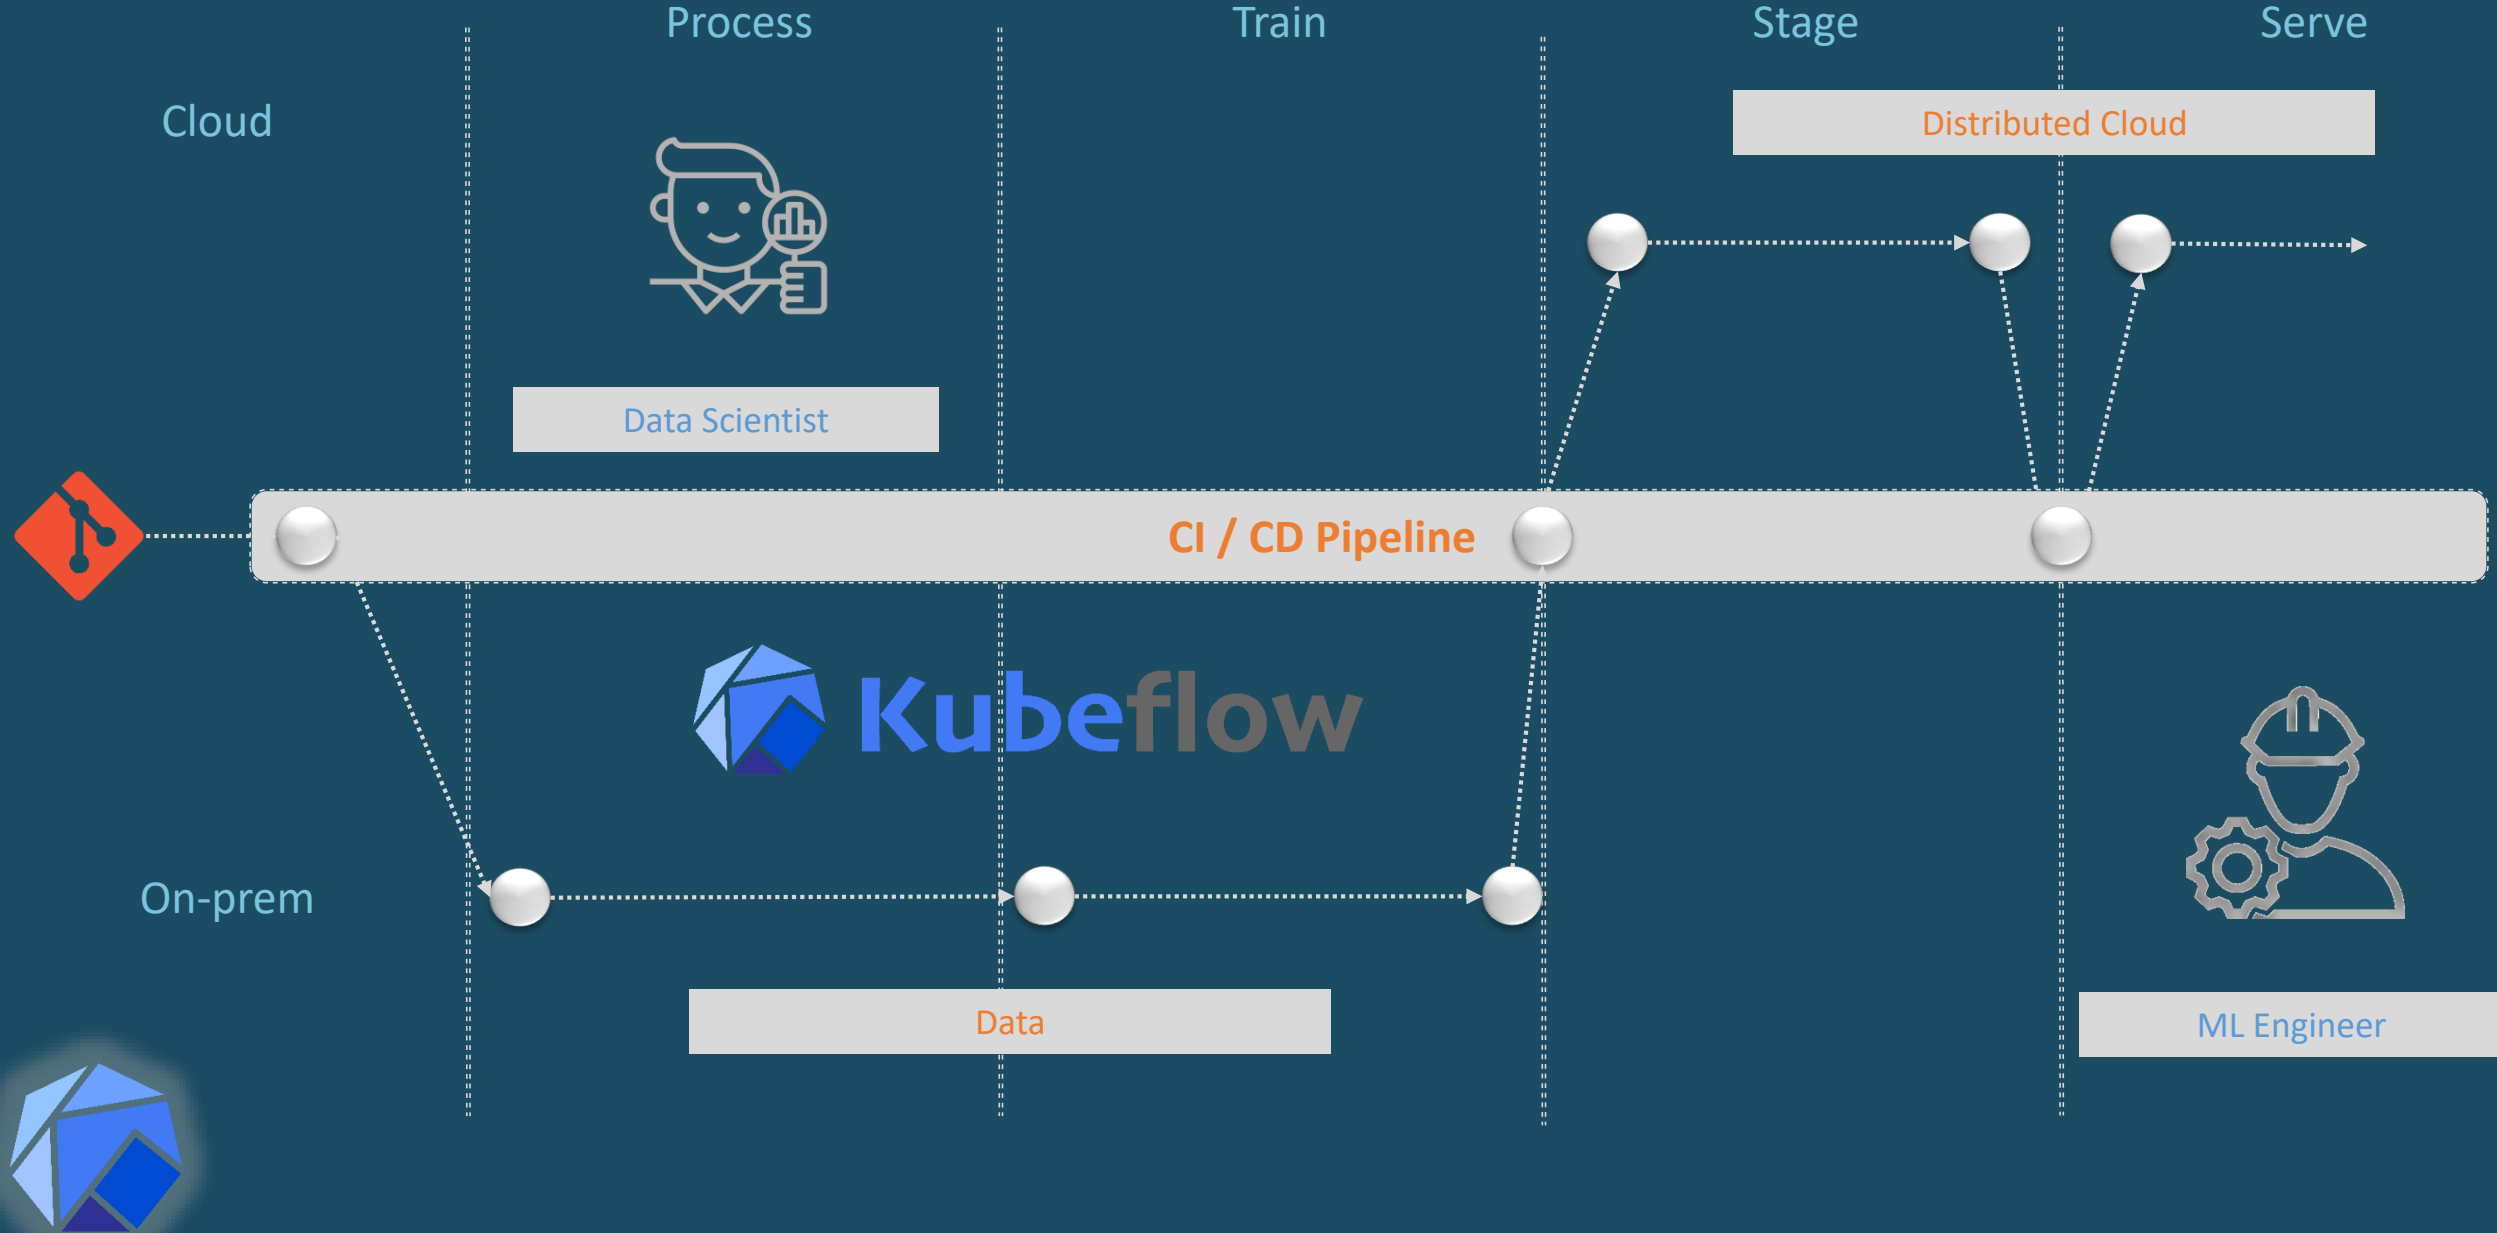 Process
Train
Stage
Serve
Cloud
Distributed Cloud
Data Scientist
CI / CD Pipeline
Kubeflow
On-prem
Data
ML Engineer